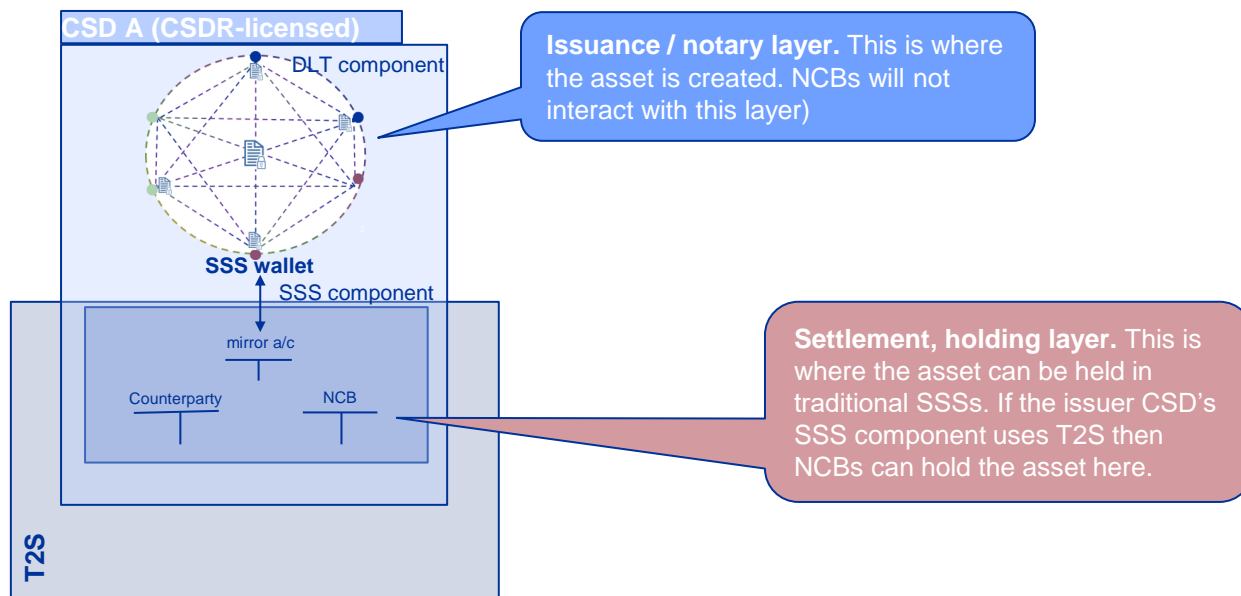 CSD A (CSDR-licensed)
DLT component
Issuance / notary layer. This is where
the asset is created. NCBs will not
interact with this layer)
SSS wallet
SSS component
mirror a/c
Counterparty
NCB
Settlement, holding layer. This is
where the asset can be held in
traditional SSSs. If the issuer CSD’s
SSS component uses T2S then
NCBs can hold the asset here.
T2S